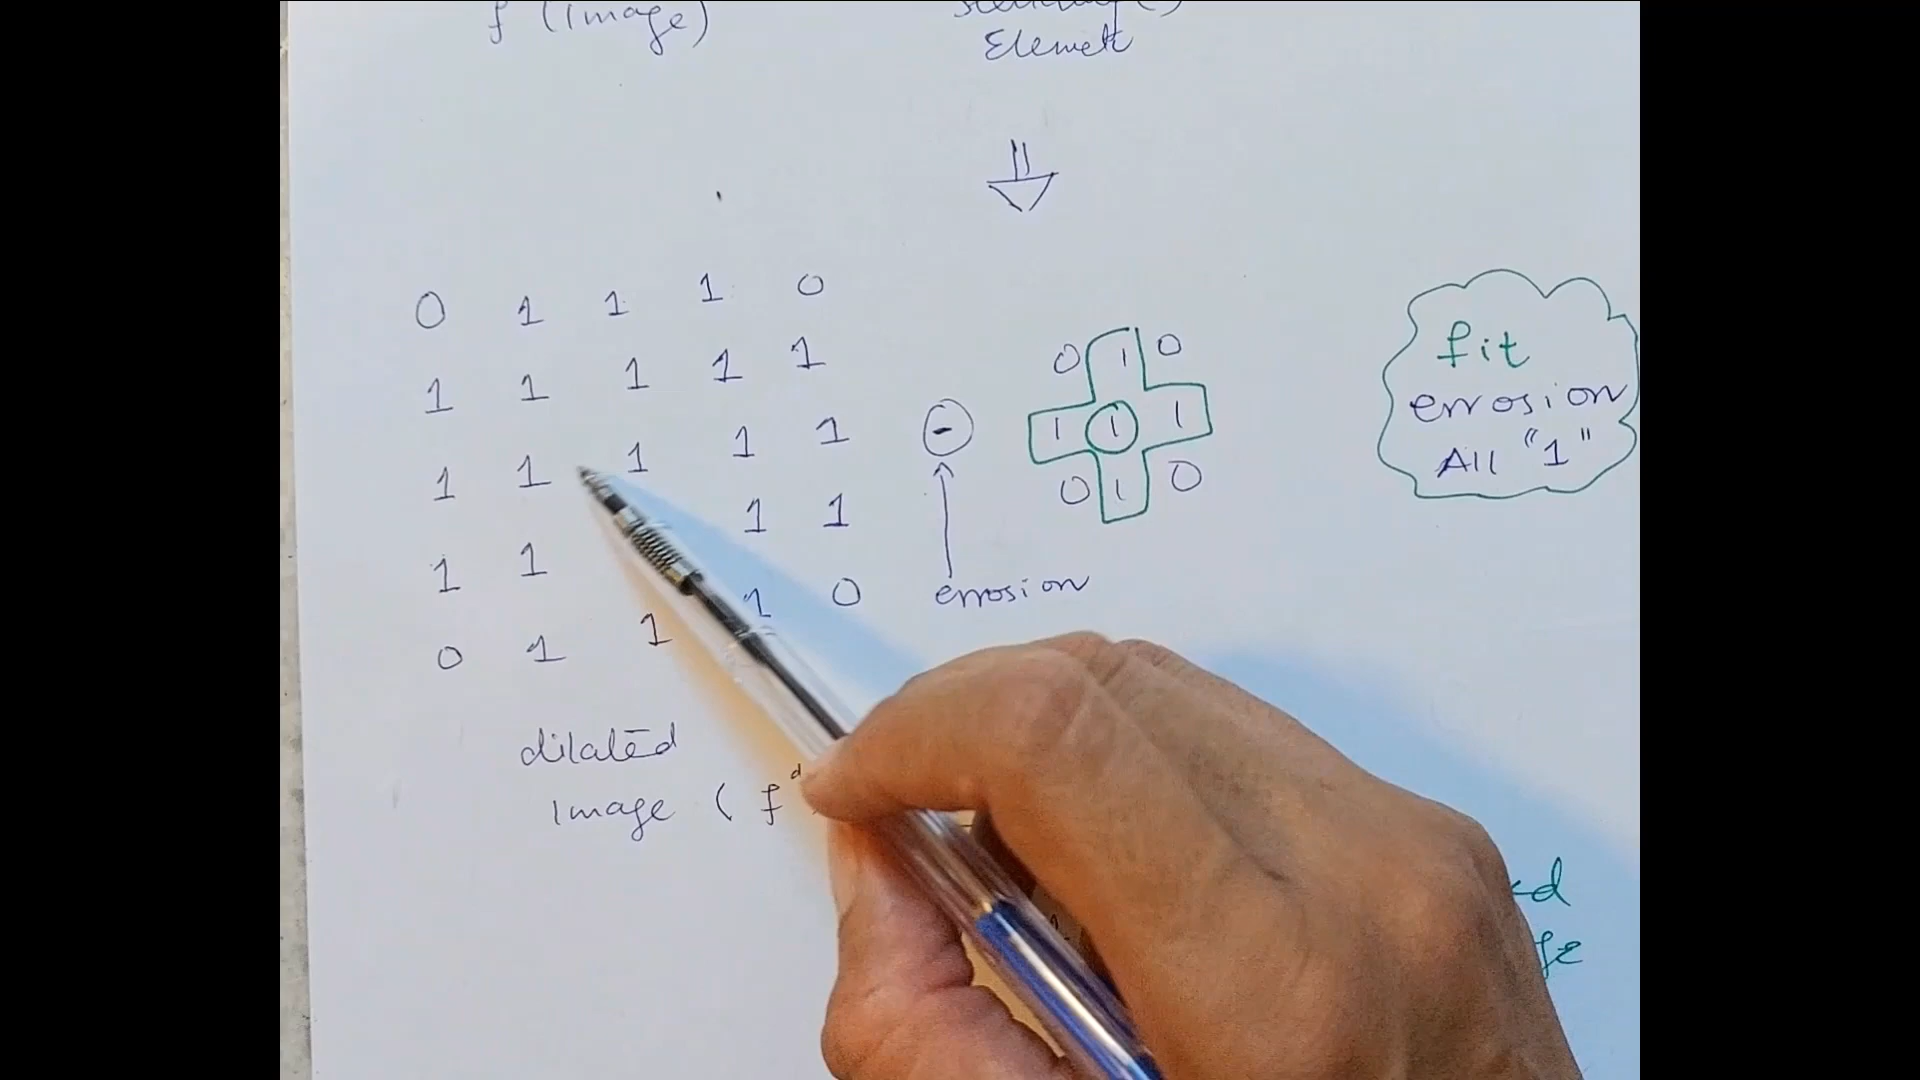 f (Image)
Element
0 1 1 1 0
1 1 1 1 1
1 1 1 1 1
1 1 1 1
0 1 1 1 0
dilated
Image ( f d
-
errosion
0 1 0
1 1 1
0 1 0
fit
errosion
All "1"